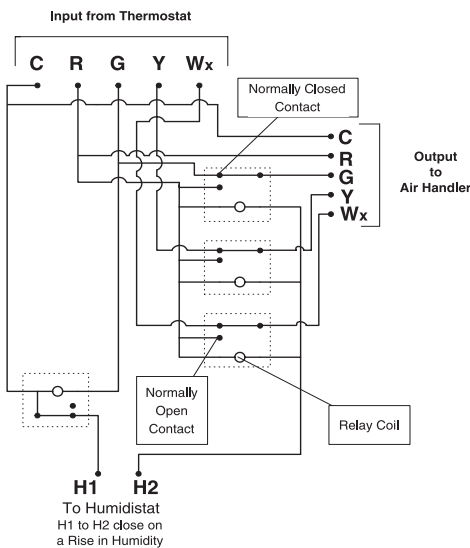 Input from Thermostat
C R G Y Wx
Normally Closed
Contact
C
R
G
Y
Wx
Output
to
Air Handler
Normally
Open
Contact
Relay Coil
H1 H2
To Humidistat
H1 to H2 close on
a Rise in Humidity